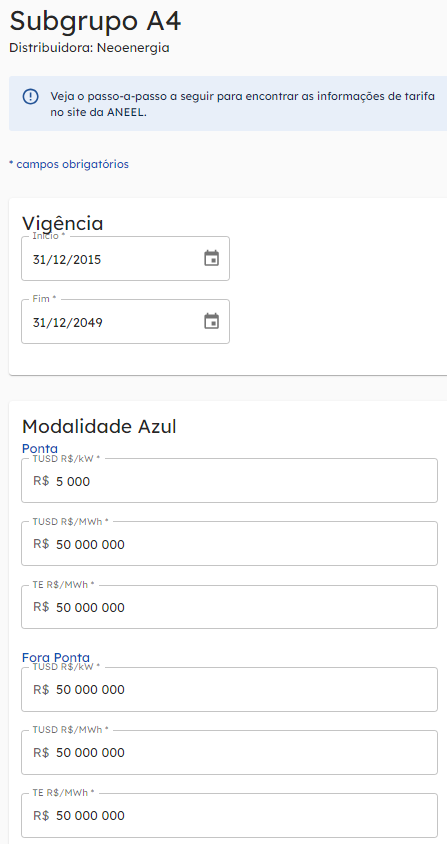 Subgrupo A4
Distribuidora: Neoenergia
Veja o passo-a-passo a seguir para encontrar as informações de tarifa
no site da ANEEL.
* campos obrigatórios
Vigência
Início *
31/12/2015
Fim *
31/12/2049
Modalidade Azul
Ponta
TUSD R$/kW *
R$ 5 000
TUSD R$/MWh *
R$ 50 000 000
TE R$/MWh *
R$ 50 000 000
Fora Ponta
TUSD R$/kW *
R$ 50 000 000
TUSD R$/MWh *
R$ 50 000 000
TE R$/MWh *
R$ 50 000 000